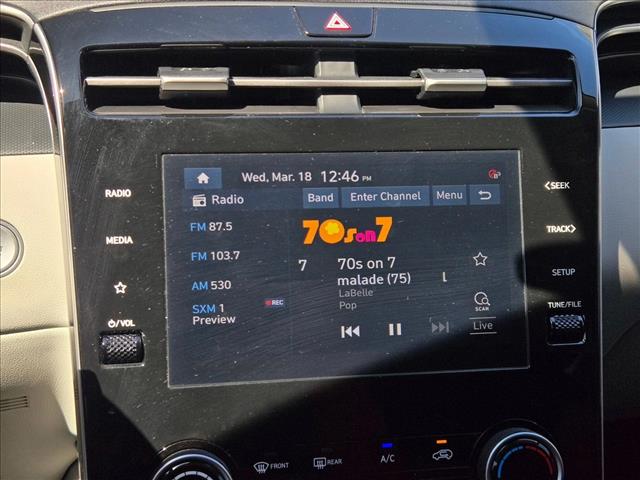 Wed, Mar. 18 12:46 PM
Radio Band Enter Channel Menu
FM 87.5
FM 103.7
AM 530
SXM 1
Preview
REC
70s on 7
7 70s on 7
malade (75) L
LaBelle
Pop
SCAN
Live
RADIO
MEDIA
/VOL
<SEEK
TRACK>
SETUP
TUNE/FILE
FRONT
REAR
A/C